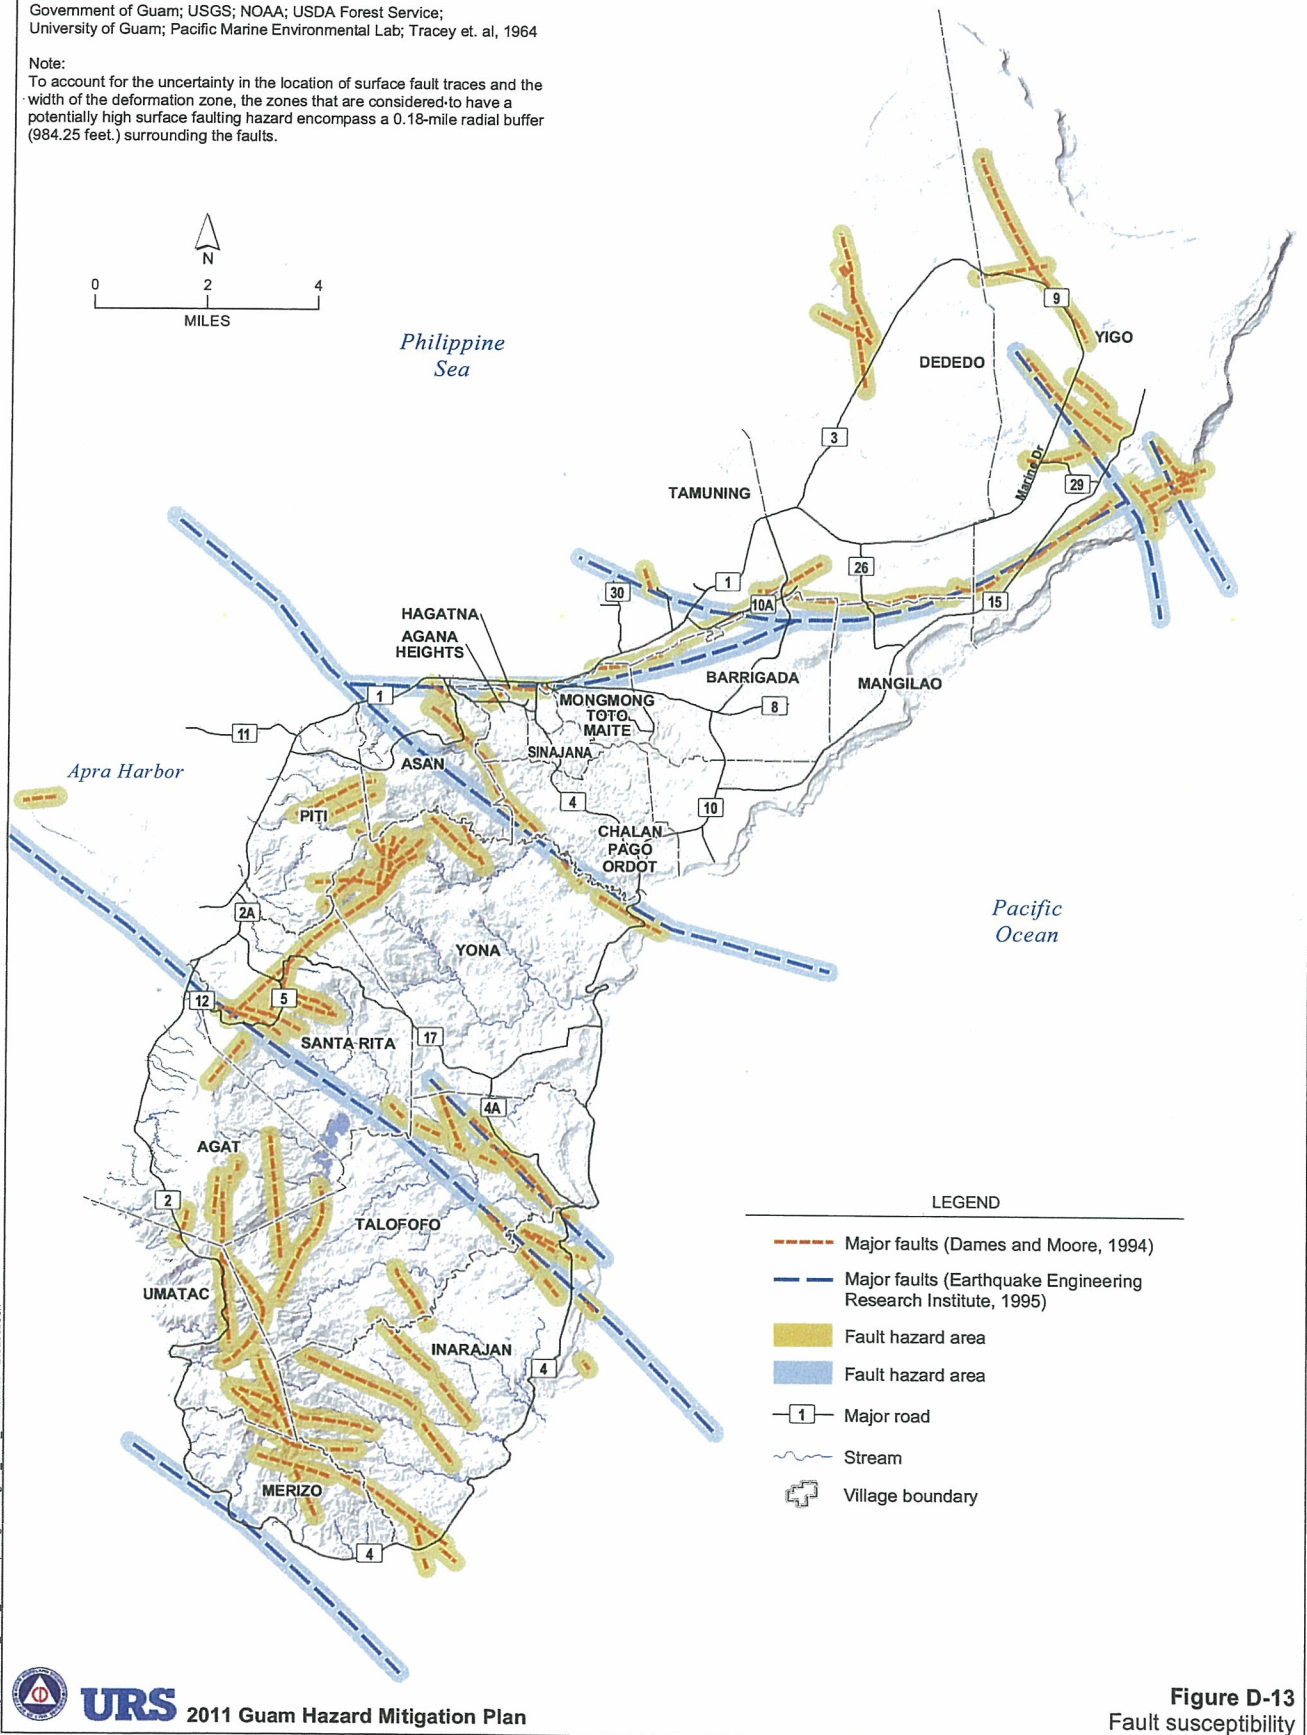 Government of Guam; USGS; NOAA; USDA Forest Service;
University of Guam; Pacific Marine Environmental Lab; Tracey et. al, 1964
Note:
To account for the uncertainty in the location of surface fault traces and the
width of the deformation zone, the zones that are considered to have a
potentially high surface faulting hazard encompass a 0.18-mile radial buffer
(984.25 feet.) surrounding the faults.
N
0 2 4
MILES
Philippine
Sea
9
YIGO
DEDEDO
3
Marine Dr
29
TAMUNING
26
1
30
10A
15
HAGATNA
AGANA
HEIGHTS
BARRIGADA
MANGILAO
1
MONGMONG
TOTO
MAITE
8
11
SINAJANA
ASAN
Apra Harbor
4
10
PITI
CHALAN
PAGO
ORDOT
2A
Pacific
Ocean
YONA
12
5
17
SANTA RITA
4A
AGAT
2
TALOFOFO
UMATAC
INARAJAN
4
MERIZO
4
LEGEND
Major faults (Dames and Moore, 1994)
Major faults (Earthquake Engineering
Research Institute, 1995)
Fault hazard area
Fault hazard area
1 Major road
Stream
Village boundary
CD
URS 2011 Guam Hazard Mitigation Plan
Figure D-13
Fault susceptibility